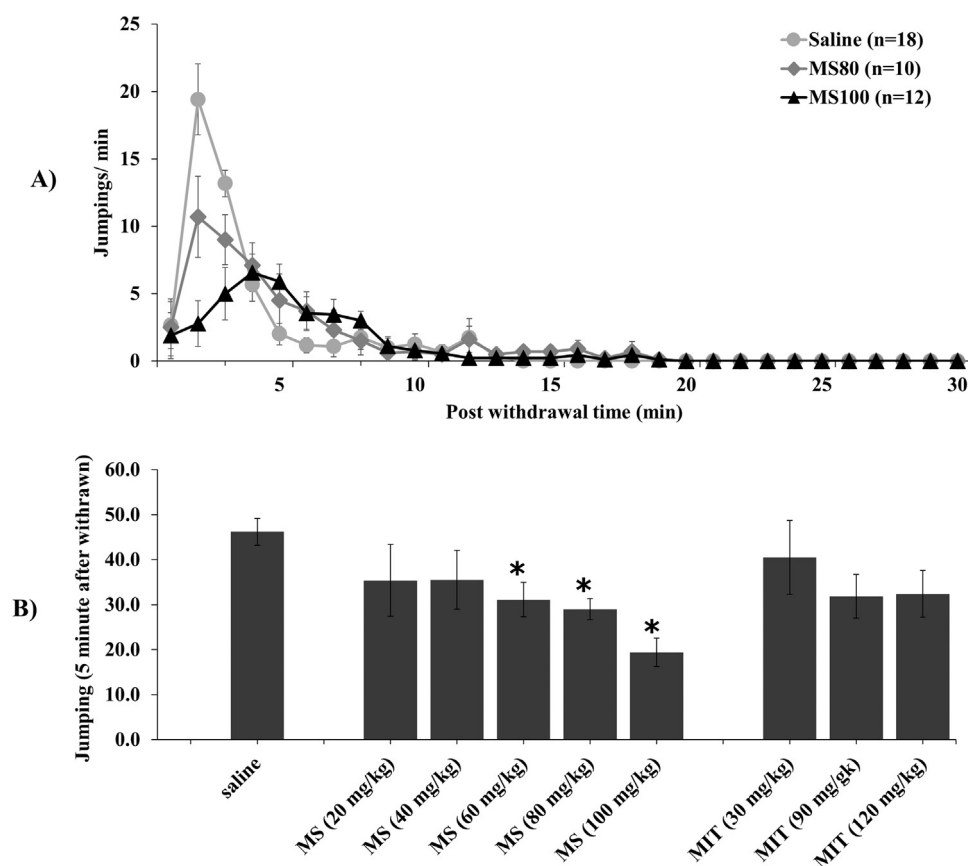 A)
Jumpings/ min
25
20
15
10
5
0
Saline (n=18)
MS80 (n=10)
MS100 (n=12)
5
10
15
20
25
30
Post withdrawal time (min)
B)
Jumping (5 minute after withrawn)
60.0
50.0
40.0
30.0
20.0
10.0
0.0
*
*
*
saline
MS (20 mg/kg)
MS (40 mg/kg)
MS (60 mg/kg)
MS (80 mg/kg)
MS (100 mg/kg)
MIT (30 mg/kg)
MIT (90 mg/gk)
MIT (120 mg/kg)